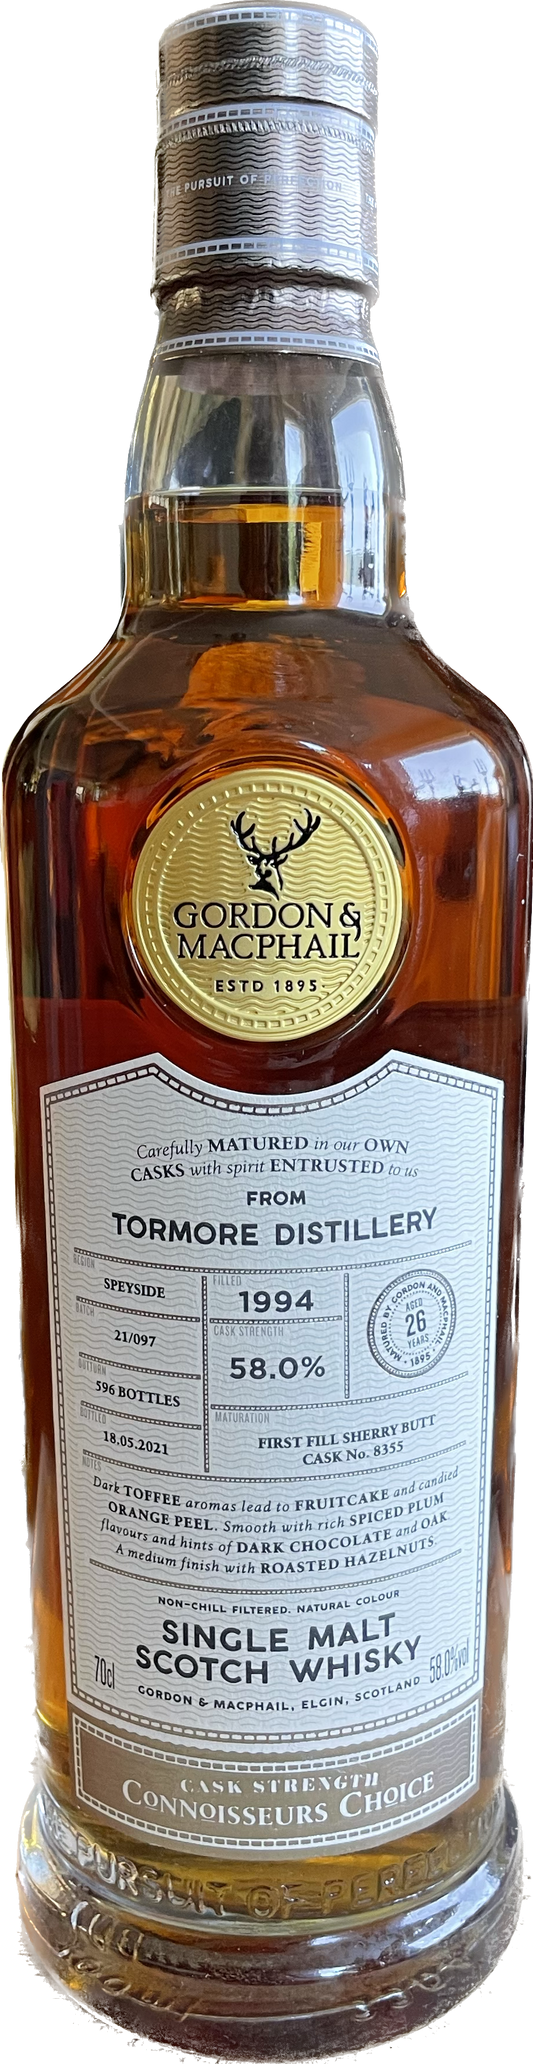 THE PURSUIT OF PERFECTION
GORDON &
MACPHAIL
ESTD 1895
Carefully MATURED in our OWN
CASKS with spirit ENTRUSTED to us
FROM
TORMORE DISTILLERY
REGION
SPEYSIDE
BATCH
21/097
OUTTURN
596 BOTTLES
BOTTLED
18.05.2021
FILLED
1994
CASK STRENGTH
58.0%
MATURED BY GORDON AND MACPHAIL
AGED
26
YEARS
· 1895 ·
MATURATION
FIRST FILL SHERRY BUTT
CASK No. 8355
NOTES
Dark TOFFEE aromas lead to FRUITCAKE and candied
ORANGE PEEL. Smooth with rich SPICED PLUM
flavours and hints of DARK CHOCOLATE and OAK.
A medium finish with ROASTED HAZELNUTS.
NON-CHILL FILTERED. NATURAL COLOUR
SINGLE MALT
SCOTCH WHISKY
70cl
58.0%vol
GORDON & MACPHAIL, ELGIN, SCOTLAND
CASK STRENGTH
CONNOISSEURS CHOICE
PURSUIT OF